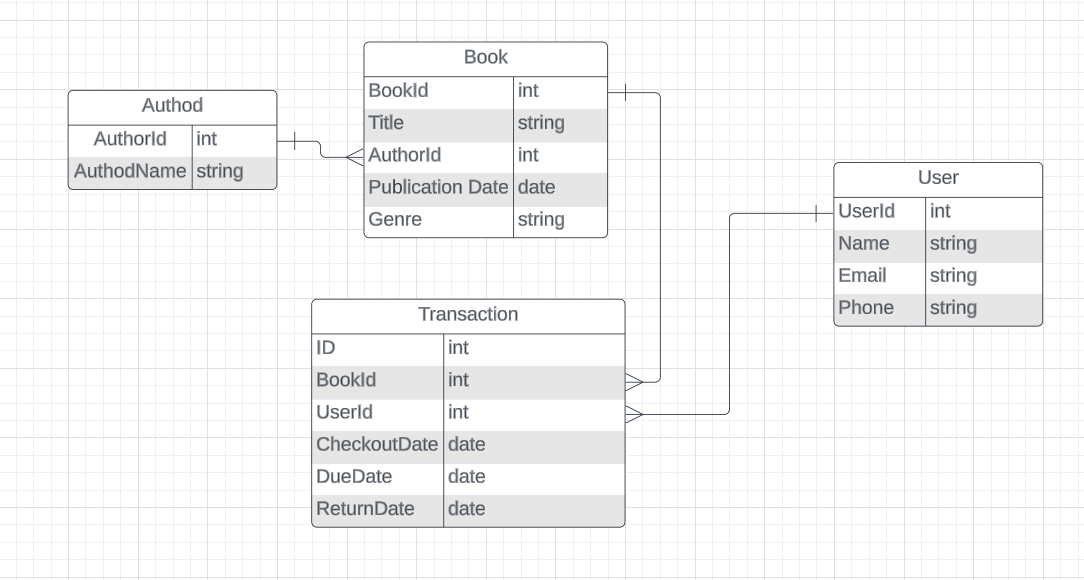 Authod
AuthorId int
AuthodName string
Book
BookId int
Title string
AuthorId int
Publication Date date
Genre string
User
UserId int
Name string
Email string
Phone string
Transaction
ID int
BookId int
UserId int
CheckoutDate date
DueDate date
ReturnDate date